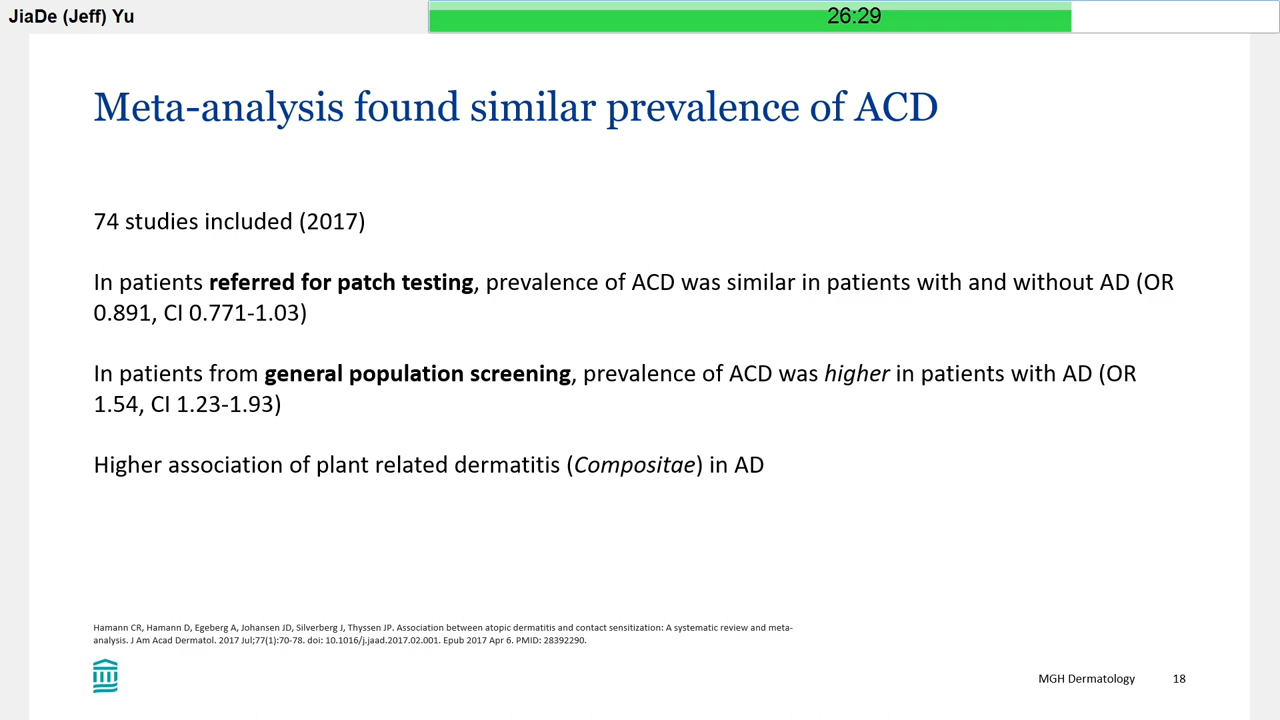 JiaDe (Jeff) Yu
26:29
Meta-analysis found similar prevalence of ACD
74 studies included (2017)
In patients referred for patch testing, prevalence of ACD was similar in patients with and without AD (OR
0.891, CI 0.771-1.03)
In patients from general population screening, prevalence of ACD was higher in patients with AD (OR
1.54, CI 1.23-1.93)
Higher association of plant related dermatitis (Compositae) in AD
Hamann CR, Hamann D, Egeberg A, Johansen JD, Silverberg J, Thyssen JP. Association between atopic dermatitis and contact sensitization: A systematic review and meta-
analysis. J Am Acad Dermatol. 2017 Jul;77(1):70-78. doi: 10.1016/j.jaad.2017.02.001. Epub 2017 Apr 6. PMID: 28392290.
MGH Dermatology 18